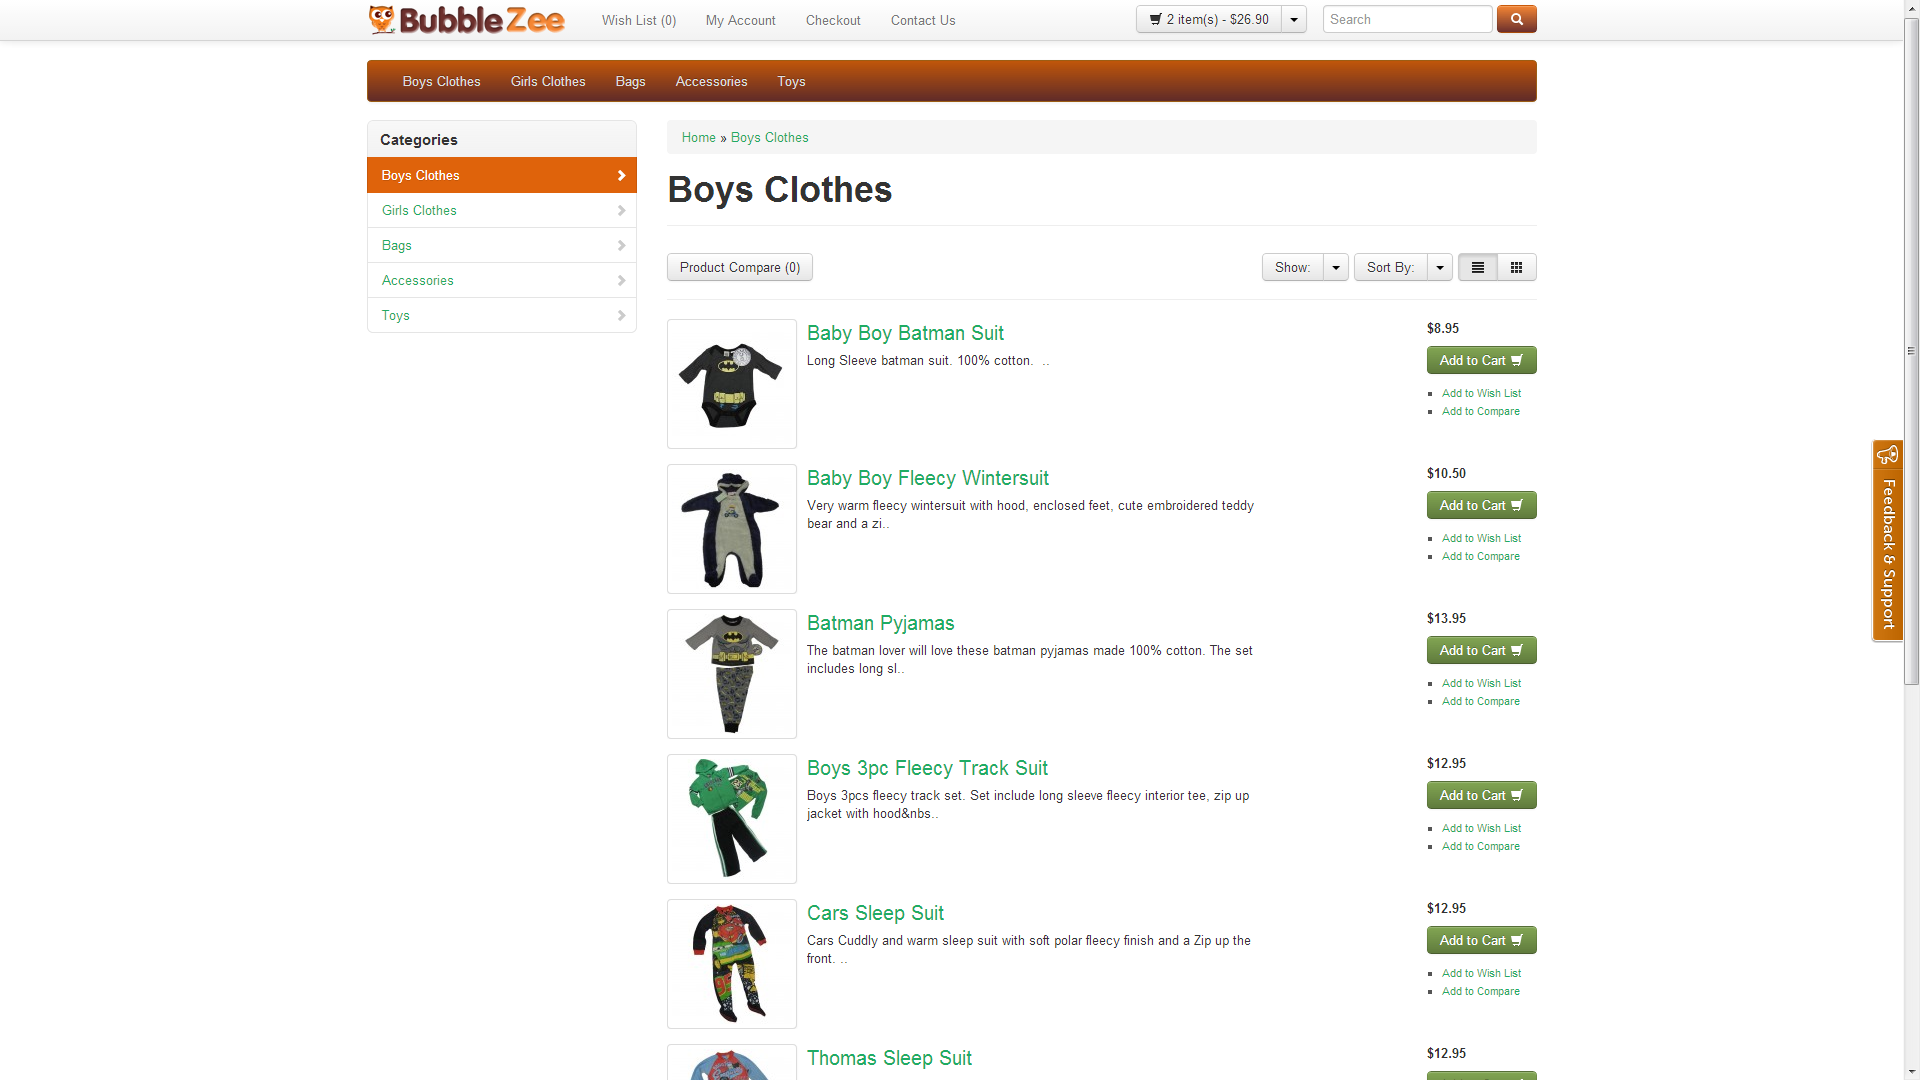 BubbleZee
Wish List (0)
My Account
Checkout
Contact Us
2 item(s) - $26.90
Search
Boys Clothes
Girls Clothes
Bags
Accessories
Toys
Categories
Boys Clothes
Girls Clothes
Bags
Accessories
Toys
Home » Boys Clothes
Boys Clothes
Product Compare (0)
Show:
Sort By:
Baby Boy Batman Suit
Long Sleeve batman suit. 100% cotton.  ..
$8.95
Add to Cart
Add to Wish List
Add to Compare
Baby Boy Fleecy Wintersuit
Very warm fleecy wintersuit with hood, enclosed feet, cute embroidered teddy
bear and a zi..
$10.50
Add to Cart
Add to Wish List
Add to Compare
Batman Pyjamas
The batman lover will love these batman pyjamas made 100% cotton. The set
includes long sl..
$13.95
Add to Cart
Add to Wish List
Add to Compare
Boys 3pc Fleecy Track Suit
Boys 3pcs fleecy track set. Set include long sleeve fleecy interior tee, zip up
jacket with hood&nbs..
$12.95
Add to Cart
Add to Wish List
Add to Compare
Cars Sleep Suit
Cars Cuddly and warm sleep suit with soft polar fleecy finish and a Zip up the
front. ..
$12.95
Add to Cart
Add to Wish List
Add to Compare
Thomas Sleep Suit
$12.95
Feedback & Support